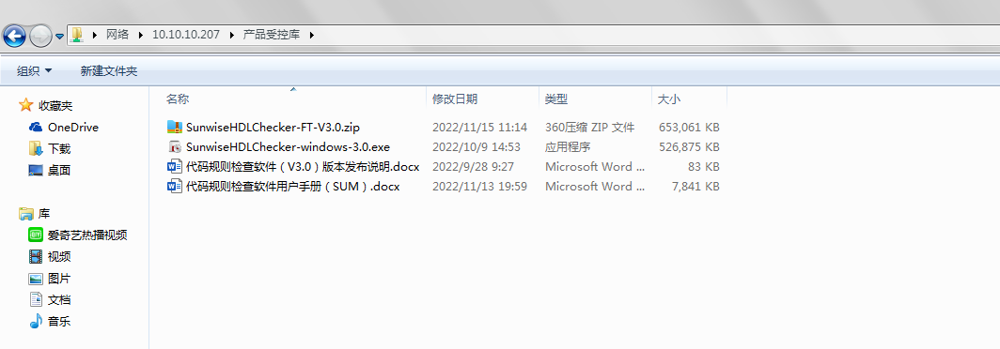 网络 10.10.10.207 产品受控库
组织 新建文件夹
名称 修改日期 类型 大小
收藏夹
OneDrive
下载
桌面
库
爱奇艺热播视频
视频
图片
文档
音乐
SunwiseHDLChecker-FT-V3.0.zip 2022/11/15 11:14 360压缩 ZIP 文件 653,061 KB
SunwiseHDLChecker-windows-3.0.exe 2022/10/9 14:53 应用程序 526,875 KB
代码规则检查软件（V3.0）版本发布说明.docx 2022/9/28 9:27 Microsoft Word ... 83 KB
代码规则检查软件用户手册（SUM）.docx 2022/11/13 19:59 Microsoft Word ... 7,841 KB